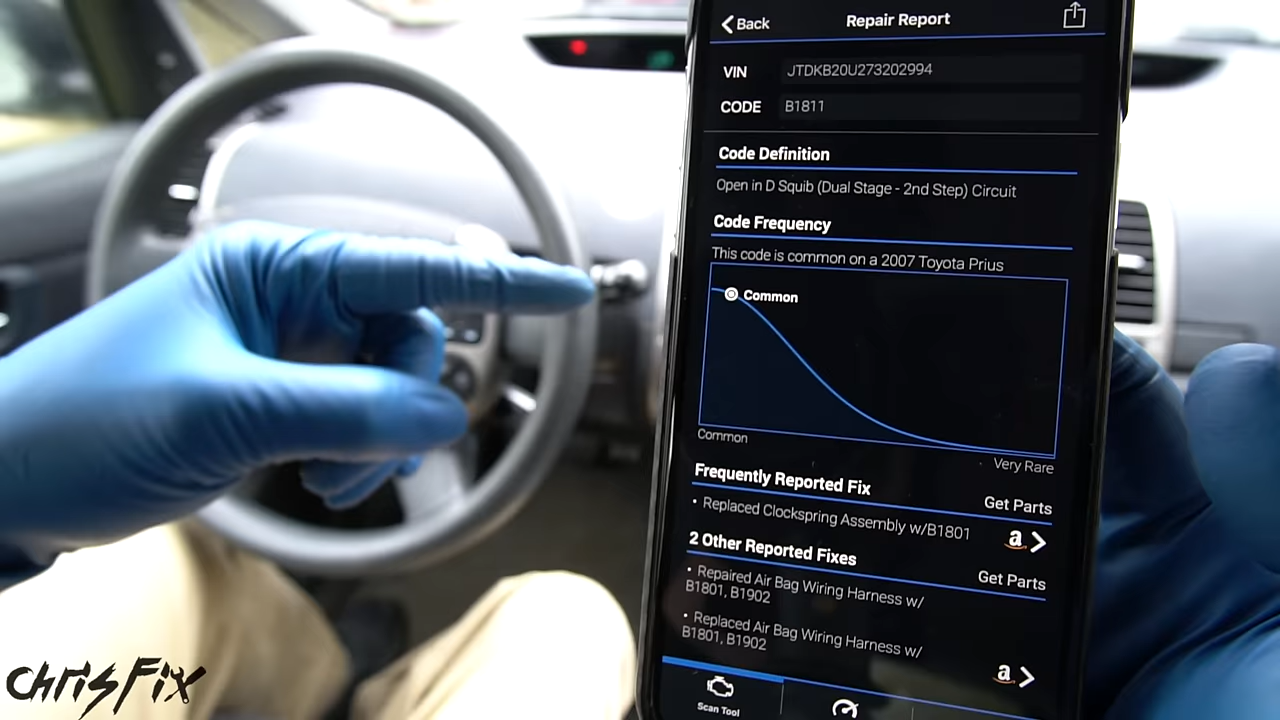 Back
Repair Report
VIN
JTDKB20U273202994
CODE
B1811
Code Definition
Open in D Squib (Dual Stage - 2nd Step) Circuit
Code Frequency
This code is common on a 2007 Toyota Prius
Common
Common
Very Rare
Frequently Reported Fix
Get Parts
• Replaced Clockspring Assembly w/B1801
a
2 Other Reported Fixes
Get Parts
• Repaired Air Bag Wiring Harness w/
B1801, B1902
• Replaced Air Bag Wiring Harness w/
B1801, B1902
a
Scan Tool
chrisFix